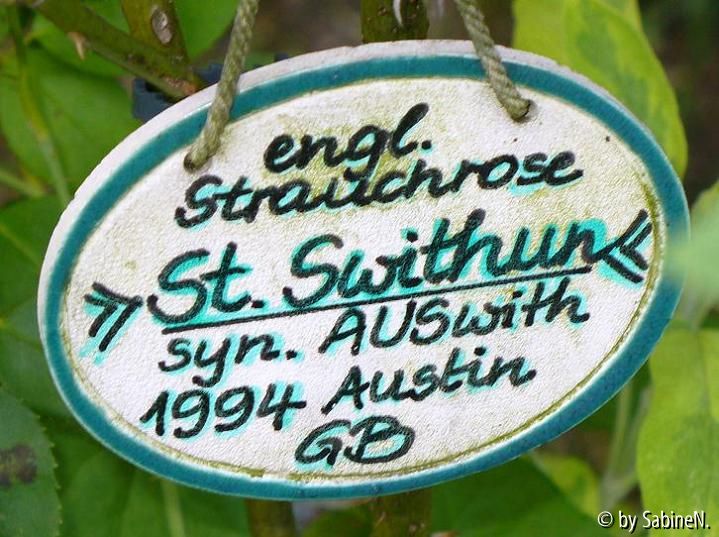 engl.
Strauchrose
»St. Swithun«
syn. AUSwith
1994 Austin
GB
© by SabineN.